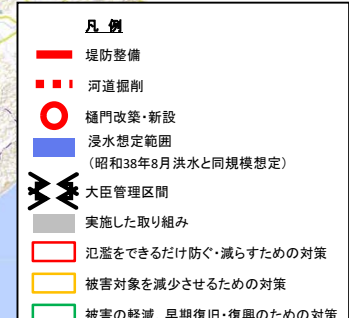 凡 例
堤防整備
河道掘削
樋門改築・新設
浸水想定範囲
（昭和38年8月洪水と同規模想定）
大臣管理区間
実施した取り組み
氾濫をできるだけ防ぐ・減らすための対策
被害対象を減少させるための対策
被害の軽減、早期復旧・復興のための対策